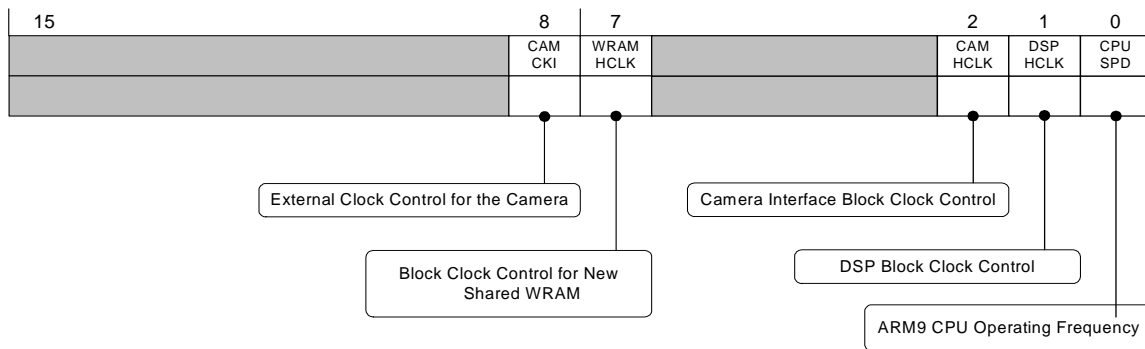 15 8 7 2 1 0
CAM WRAM CAM DSP CPU
CKI HCLK HCLK HCLK SPD
External Clock Control for the Camera
Camera Interface Block Clock Control
Block Clock Control for New
Shared WRAM
DSP Block Clock Control
ARM9 CPU Operating Frequency